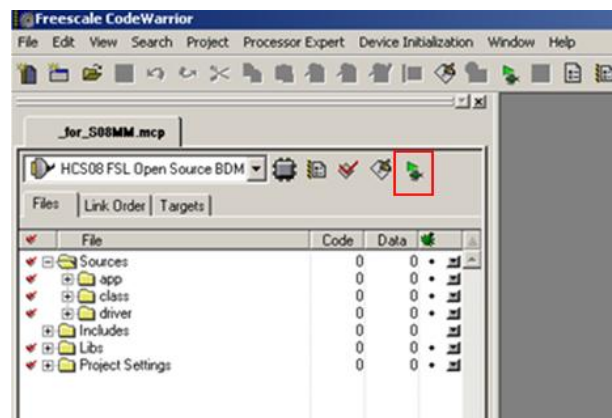 Freescale CodeWarrior
File Edit View Search Project Processor Expert Device Initialization Window Help
_for_S08MM.mcp
HCS08 FSL Open Source BDM
Files Link Order Targets
File Code Data
Sources 0 0
app 0 0
class 0 0
driver 0 0
Includes 0 0
Libs 0 0
Project Settings 0 0